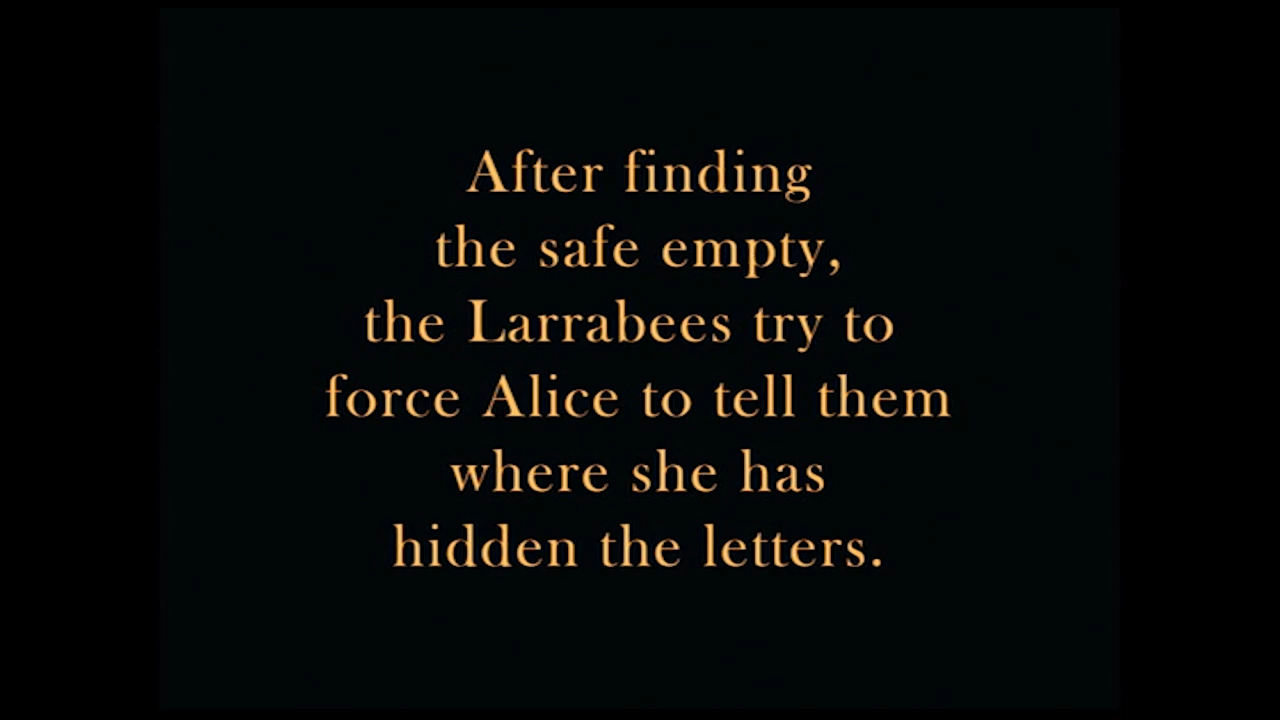 After finding
the safe empty,
the Larrabees try to
force Alice to tell them
where she has
hidden the letters.